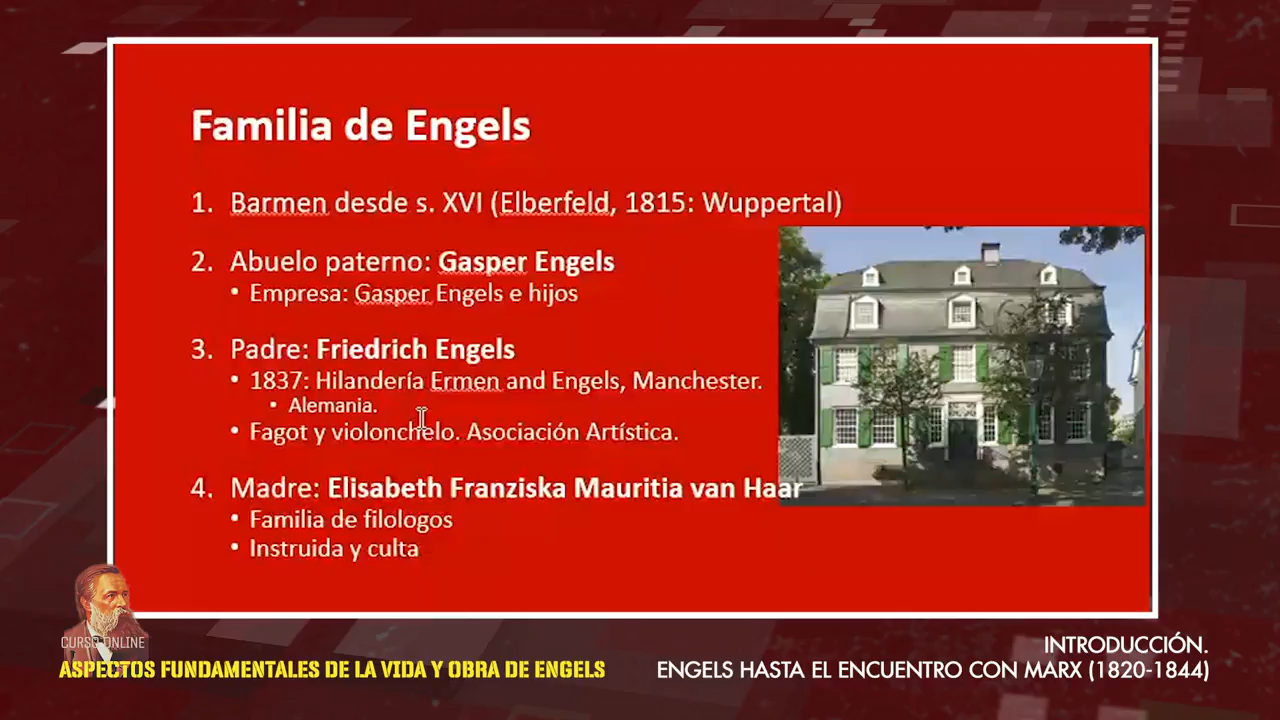 Familia de Engels
1. Barmen desde s. XVI (Elberfeld, 1815: Wuppertal)
2. Abuelo paterno: Gasper Engels
• Empresa: Gasper Engels e hijos
3. Padre: Friedrich Engels
• 1837: Hilandería Ermen and Engels, Manchester.
• Alemania.
• Fagot y violonchelo. Asociación Artística.
4. Madre: Elisabeth Franziska Mauritia van Haar
• Familia de filologos
• Instruida y culta
CURSO ONLINE
ASPECTOS FUNDAMENTALES DE LA VIDA Y OBRA DE ENGELS
INTRODUCCIÓN.
ENGELS HASTA EL ENCUENTRO CON MARX (1820-1844)